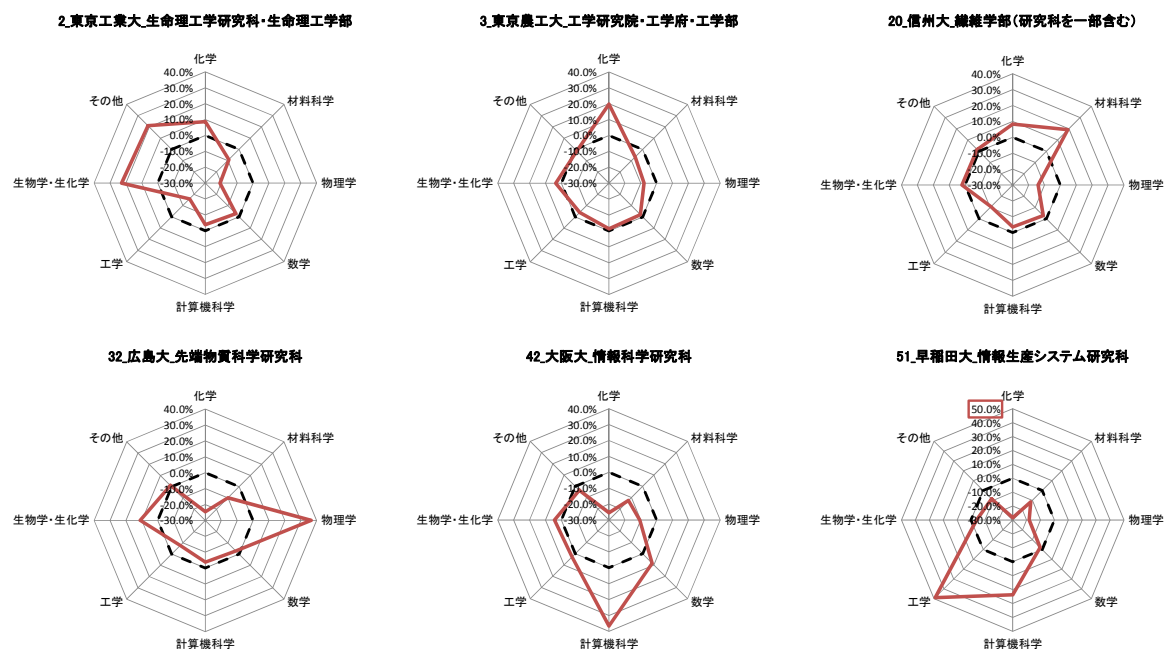 2_東京工業大_生命理工学研究科・生命理工学部
化学
40.0%
30.0%
20.0%
10.0%
0.0%
-10.0%
-20.0%
-30.0%
材料科学
物理学
数学
計算機科学
工学
生物学・生化学
その他
3_東京農工大_工学研究院・工学府・工学部
化学
40.0%
30.0%
20.0%
10.0%
0.0%
-10.0%
-20.0%
-30.0%
材料科学
物理学
数学
計算機科学
工学
生物学・生化学
その他
20_信州大_繊維学部(研究科を一部含む)
化学
40.0%
30.0%
20.0%
10.0%
0.0%
-10.0%
-20.0%
-30.0%
材料科学
物理学
数学
計算機科学
工学
生物学・生化学
その他
32_広島大_先端物質科学研究科
化学
40.0%
30.0%
20.0%
10.0%
0.0%
-10.0%
-20.0%
-30.0%
材料科学
物理学
数学
計算機科学
工学
生物学・生化学
その他
42_大阪大_情報科学研究科
化学
40.0%
30.0%
20.0%
10.0%
0.0%
-10.0%
-20.0%
-30.0%
材料科学
物理学
数学
計算機科学
工学
生物学・生化学
その他
51_早稲田大_情報生産システム研究科
化学
50.0%
40.0%
30.0%
20.0%
10.0%
0.0%
-10.0%
-20.0%
-30.0%
材料科学
物理学
数学
計算機科学
工学
生物学・生化学
その他